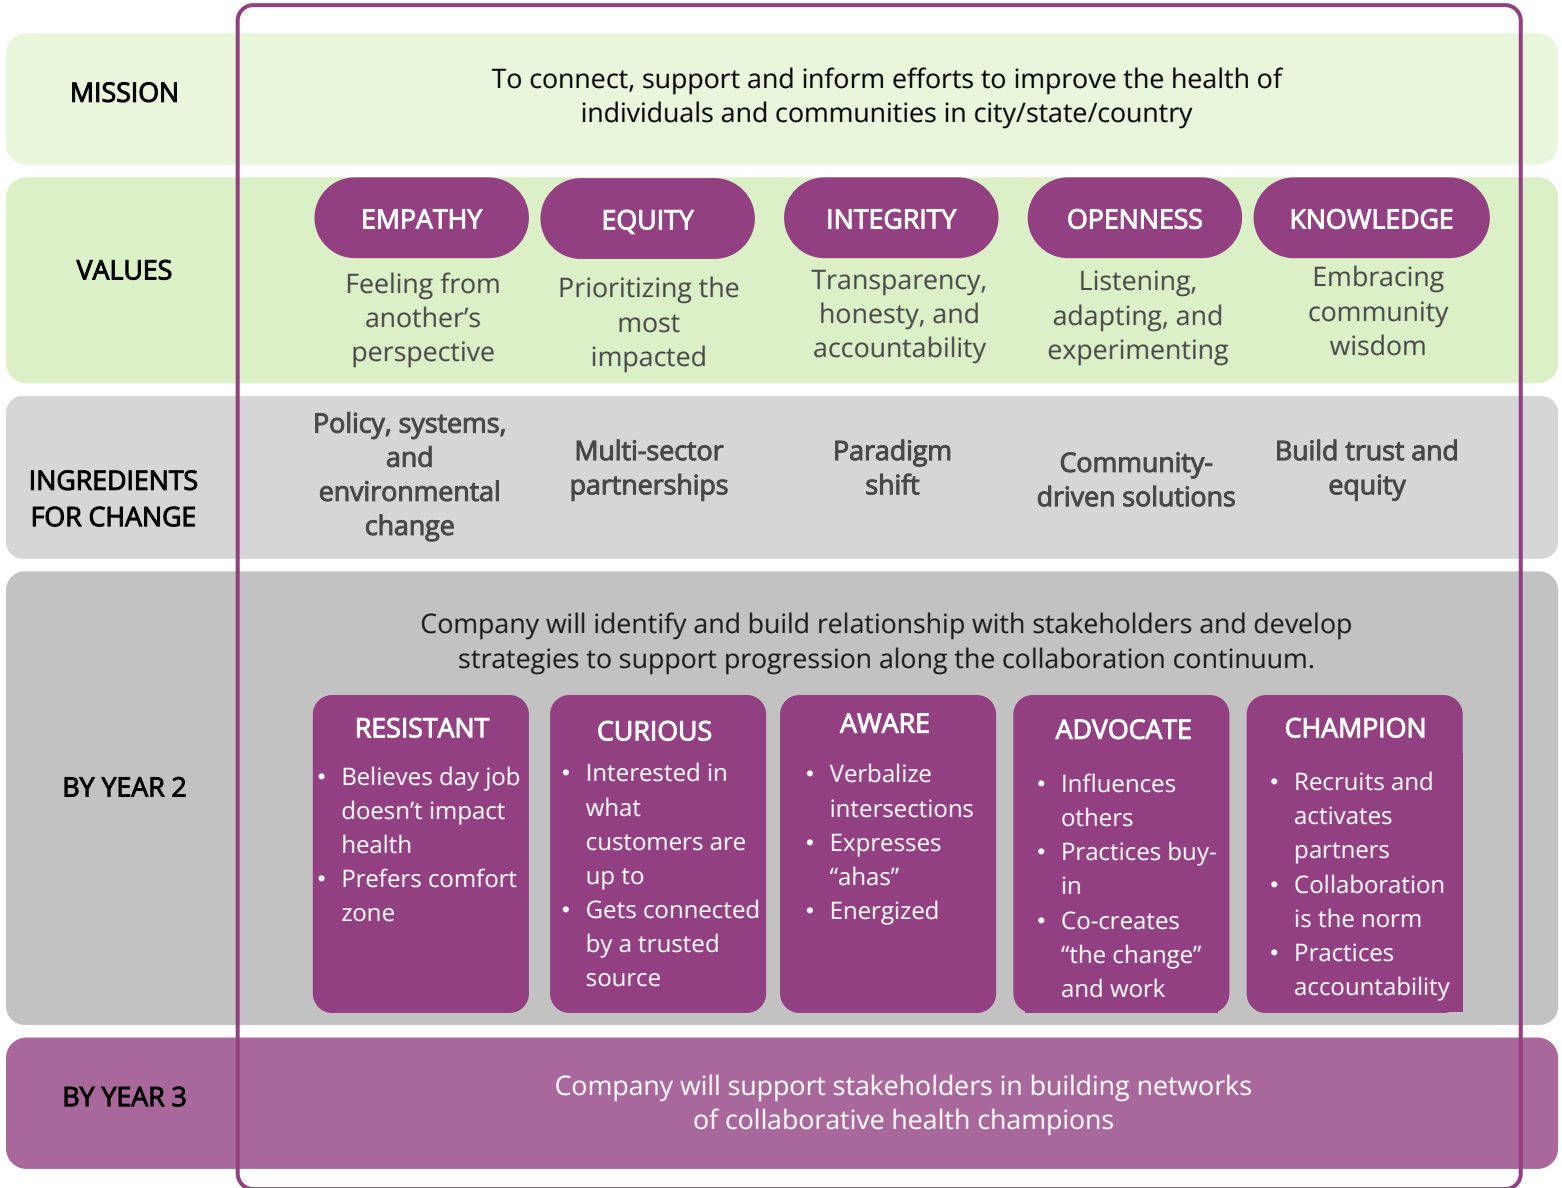 MISSION
To connect, support and inform efforts to improve the health of
individuals and communities in city/state/country
VALUES
EMPATHY
Feeling from
another’s
perspective
EQUITY
Prioritizing the
most
impacted
INTEGRITY
Transparency,
honesty, and
accountability
OPENNESS
Listening,
adapting, and
experimenting
KNOWLEDGE
Embracing
community
wisdom
INGREDIENTS
FOR CHANGE
Policy, systems,
and
environmental
change
Multi-sector
partnerships
Paradigm
shift
Community-
driven solutions
Build trust and
equity
BY YEAR 2
Company will identify and build relationship with stakeholders and develop
strategies to support progression along the collaboration continuum.
RESISTANT
• Believes day job
doesn’t impact
health
• Prefers comfort
zone
CURIOUS
• Interested in
what
customers are
up to
• Gets connected
by a trusted
source
AWARE
• Verbalize
intersections
• Expresses
“ahas”
• Energized
ADVOCATE
• Influences
others
• Practices buy-
in
• Co-creates
“the change”
and work
CHAMPION
• Recruits and
activates
partners
• Collaboration
is the norm
• Practices
accountability
BY YEAR 3
Company will support stakeholders in building networks
of collaborative health champions